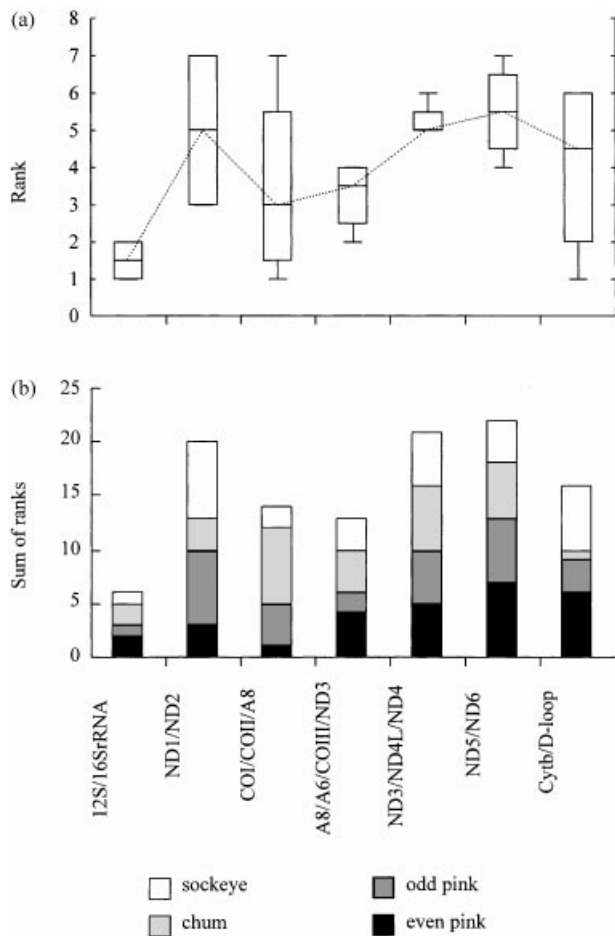 (a)
8
7
6
5
4
3
2
1
0
Rank
(b)
25
20
15
10
5
0
Sum of ranks
12S/16SrRNA
ND1/ND2
COI/COII/A8
A8/A6/COIII/ND3
ND3/ND4L/ND4
ND5/ND6
Cytb/D-loop
sockeye
odd pink
chum
even pink